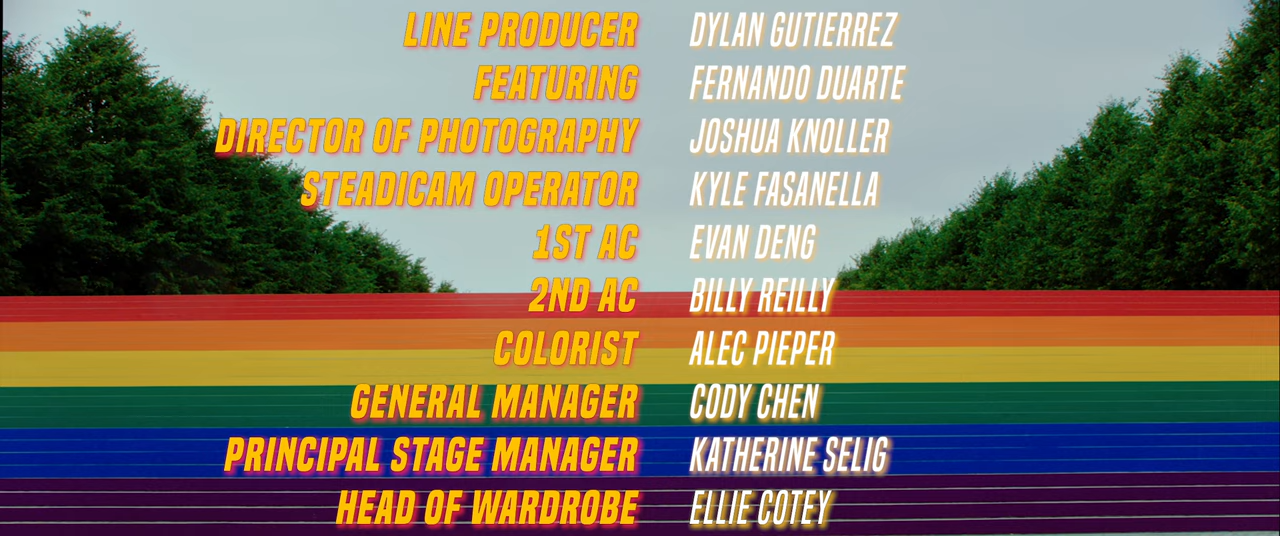 LINE PRODUCER DYLAN GUTIERREZ
FEATURING FERNANDO DUARTE
DIRECTOR OF PHOTOGRAPHY JOSHUA KNOLLER
STEADICAM OPERATOR KYLE FASANELLA
1ST AC EVAN DENG
2ND AC BILLY REILLY
COLORIST ALEC PIEPER
GENERAL MANAGER CODY CHEN
PRINCIPAL STAGE MANAGER KATHERINE SELIG
HEAD OF WARDROBE ELLIE COTEY